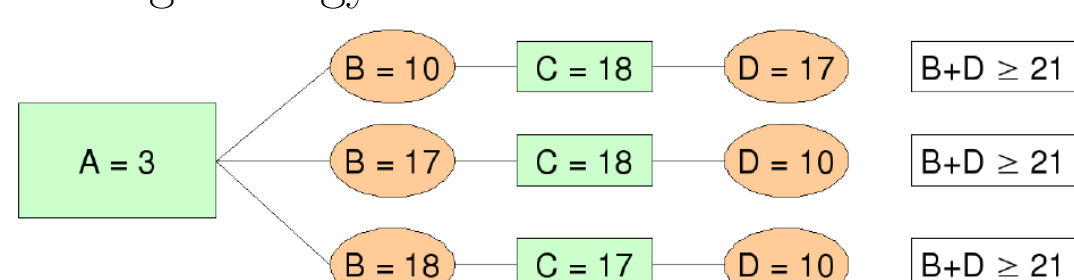 B = 10 C = 18 D = 17 B+D ≥ 21
A = 3 B = 17 C = 18 D = 10 B+D ≥ 21
B = 18 C = 17 D = 10 B+D ≥ 21